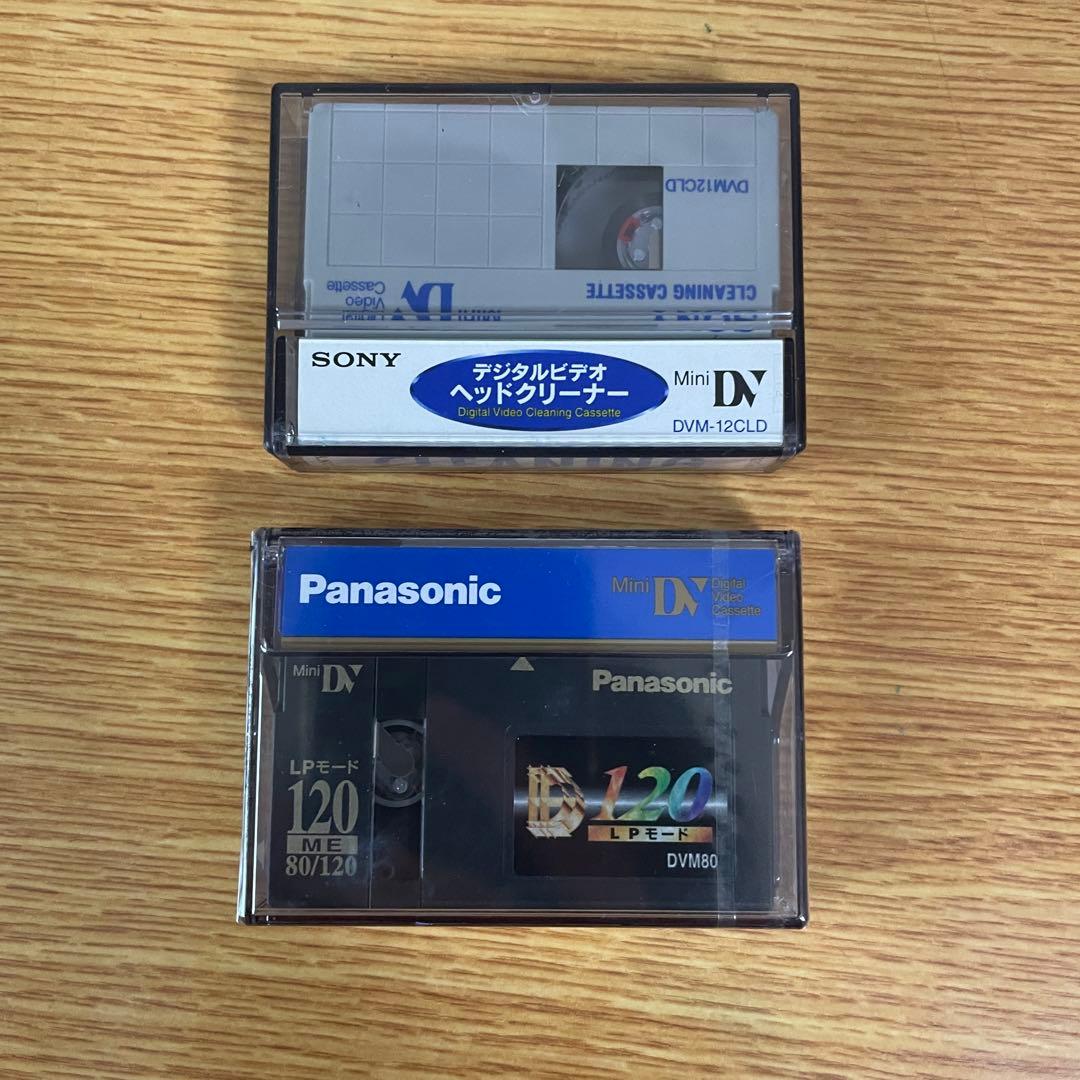 DVM12CLD
CLEANING CASSETTE
SONY
Mini DV Digital Video Cassette
SONY
デジタルビデオ
ヘッドクリーナー
Digital Video Cleaning Cassette
Mini DV
DVM-12CLD
CLEANING
Panasonic
Mini DV Digital Video Cassette
Mini DV
Panasonic
LPモード
120
ME
80/120
D 120
LPモード
DVM80